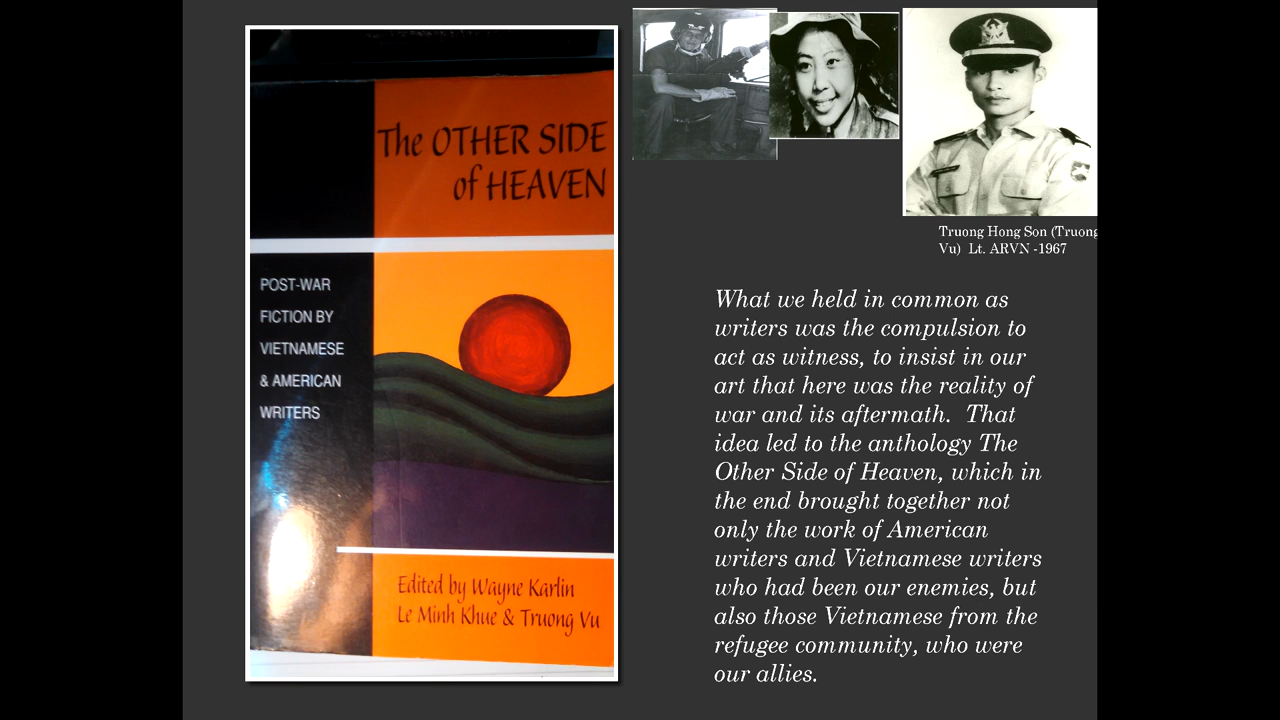 The OTHER SIDE
of HEAVEN
POST-WAR
FICTION BY
VIETNAMESE
& AMERICAN
WRITERS
Edited by Wayne Karlin
Le Minh Khue & Truong Vu
Truong Hong Son (Truong
Vu)  Lt. ARVN -1967
What we held in common as
writers was the compulsion to
act as witness, to insist in our
art that here was the reality of
war and its aftermath.  That
idea led to the anthology The
Other Side of Heaven, which in
the end brought together not
only the work of American
writers and Vietnamese writers
who had been our enemies, but
also those Vietnamese from the
refugee community, who were
our allies.